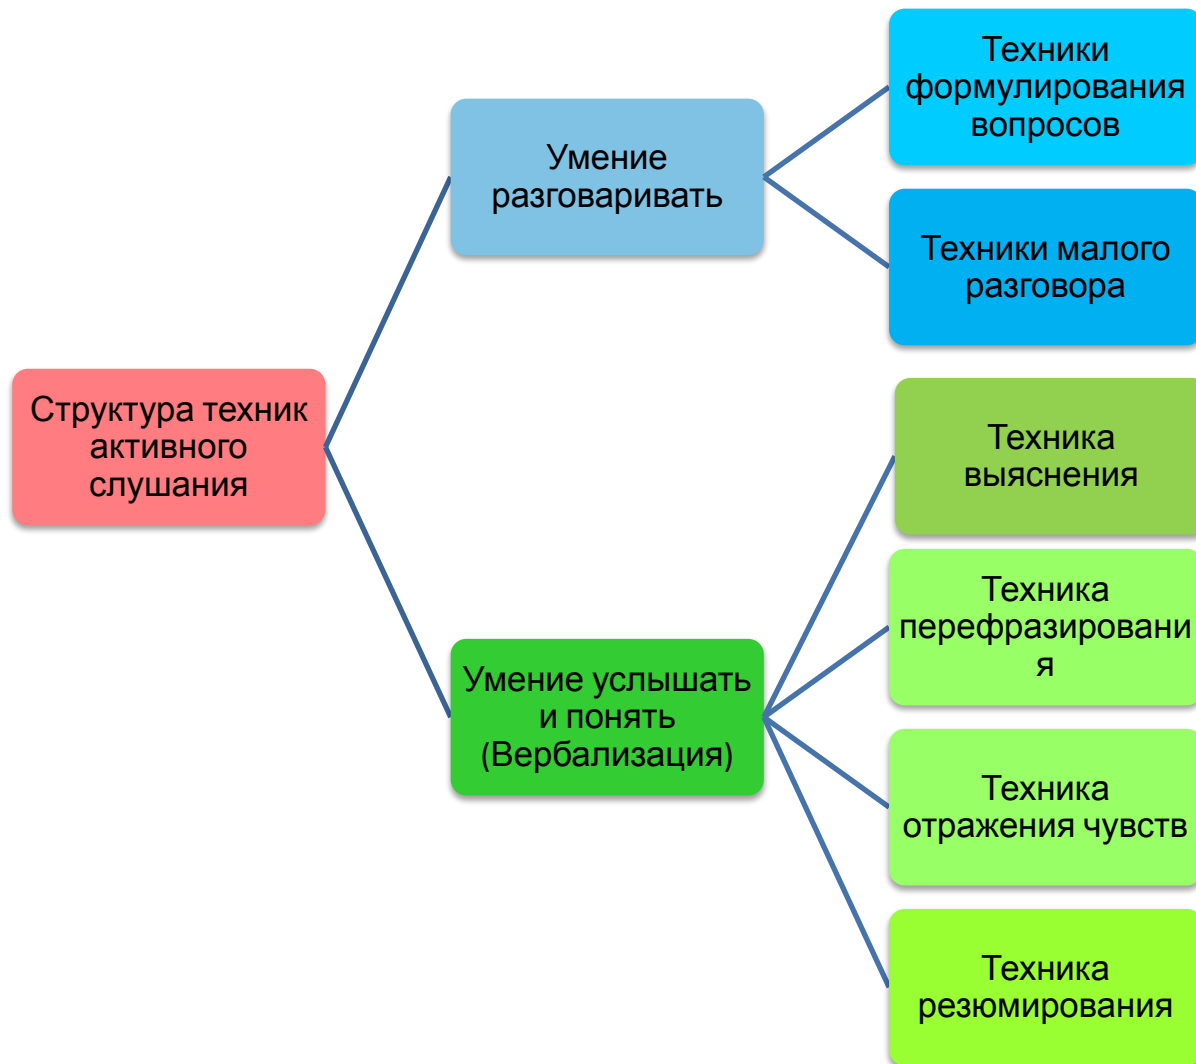 Техники
формулирования
вопросов
Умение
разговаривать
Техники малого
разговора
Структура техник
активного
слушания
Техника
выяснения
Техника
перефразировани
я
Умение услышать
и понять
(Вербализация)
Техника
отражения чувств
Техника
резюмирования